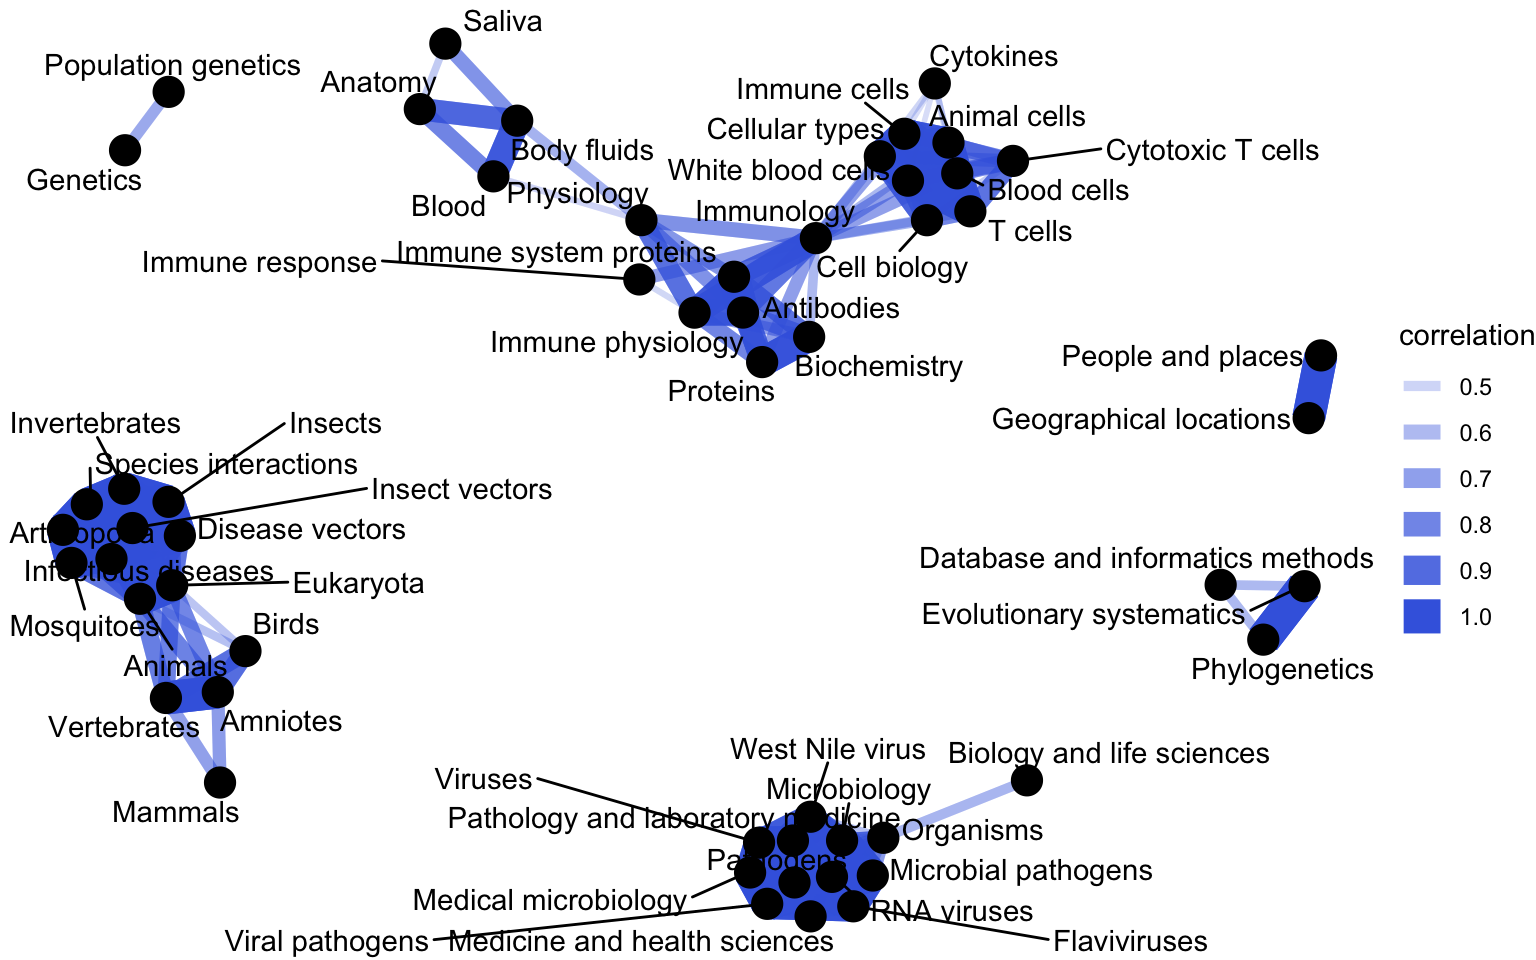 Saliva
Population genetics
Anatomy
Cytokines
Immune cells
Animal cells
Cellular types
Body fluids
Cytotoxic T cells
White blood cells
Genetics
Blood cells
Physiology
Blood
Immunology
T cells
Immune system proteins
Immune response
Cell biology
Antibodies
Immune physiology
Biochemistry
Proteins
People and places
Geographical locations
correlation
0.5
0.6
0.7
0.8
0.9
1.0
Invertebrates
Insects
Species interactions
Insect vectors
Arthropoda
Disease vectors
Infectious diseases
Eukaryota
Mosquitoes
Birds
Animals
Vertebrates
Amniotes
Mammals
Database and informatics methods
Evolutionary systematics
Phylogenetics
West Nile virus
Biology and life sciences
Viruses
Microbiology
Pathology and laboratory medicine
Organisms
Pathogens
Microbial pathogens
Medical microbiology
RNA viruses
Viral pathogens
Medicine and health sciences
Flaviviruses